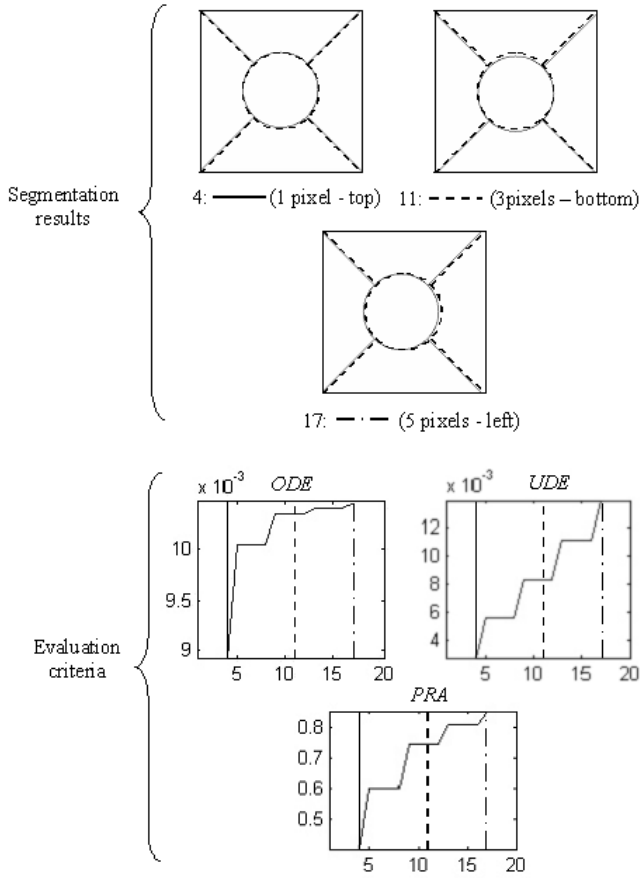 4: (1 pixel - top) 11: (3pixels – bottom)
Segmentation
results
17: (5 pixels - left)
x 10-3 ODE
10
9.5
9
5 10 15 20
x 10-3 UDE
12
10
8
6
4
5 10 15 20
Evaluation
criteria
PRA
0.8
0.7
0.6
0.5
5 10 15 20